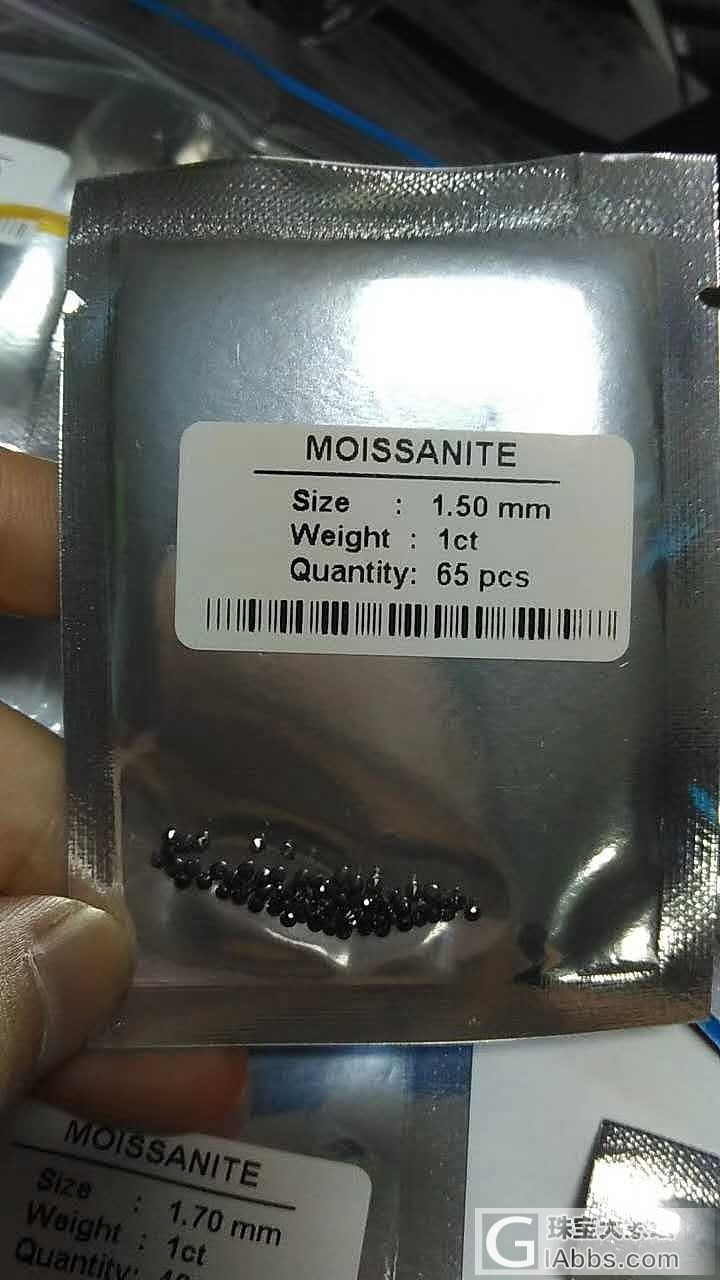 MOISSANITE
Size : 1.50 mm
Weight : 1ct
Quantity: 65 pcs
MOISSANITE
Size : 1.70 mm
Weight : 1ct
Quantity:
G 珠宝大家坛
iAbbs.com